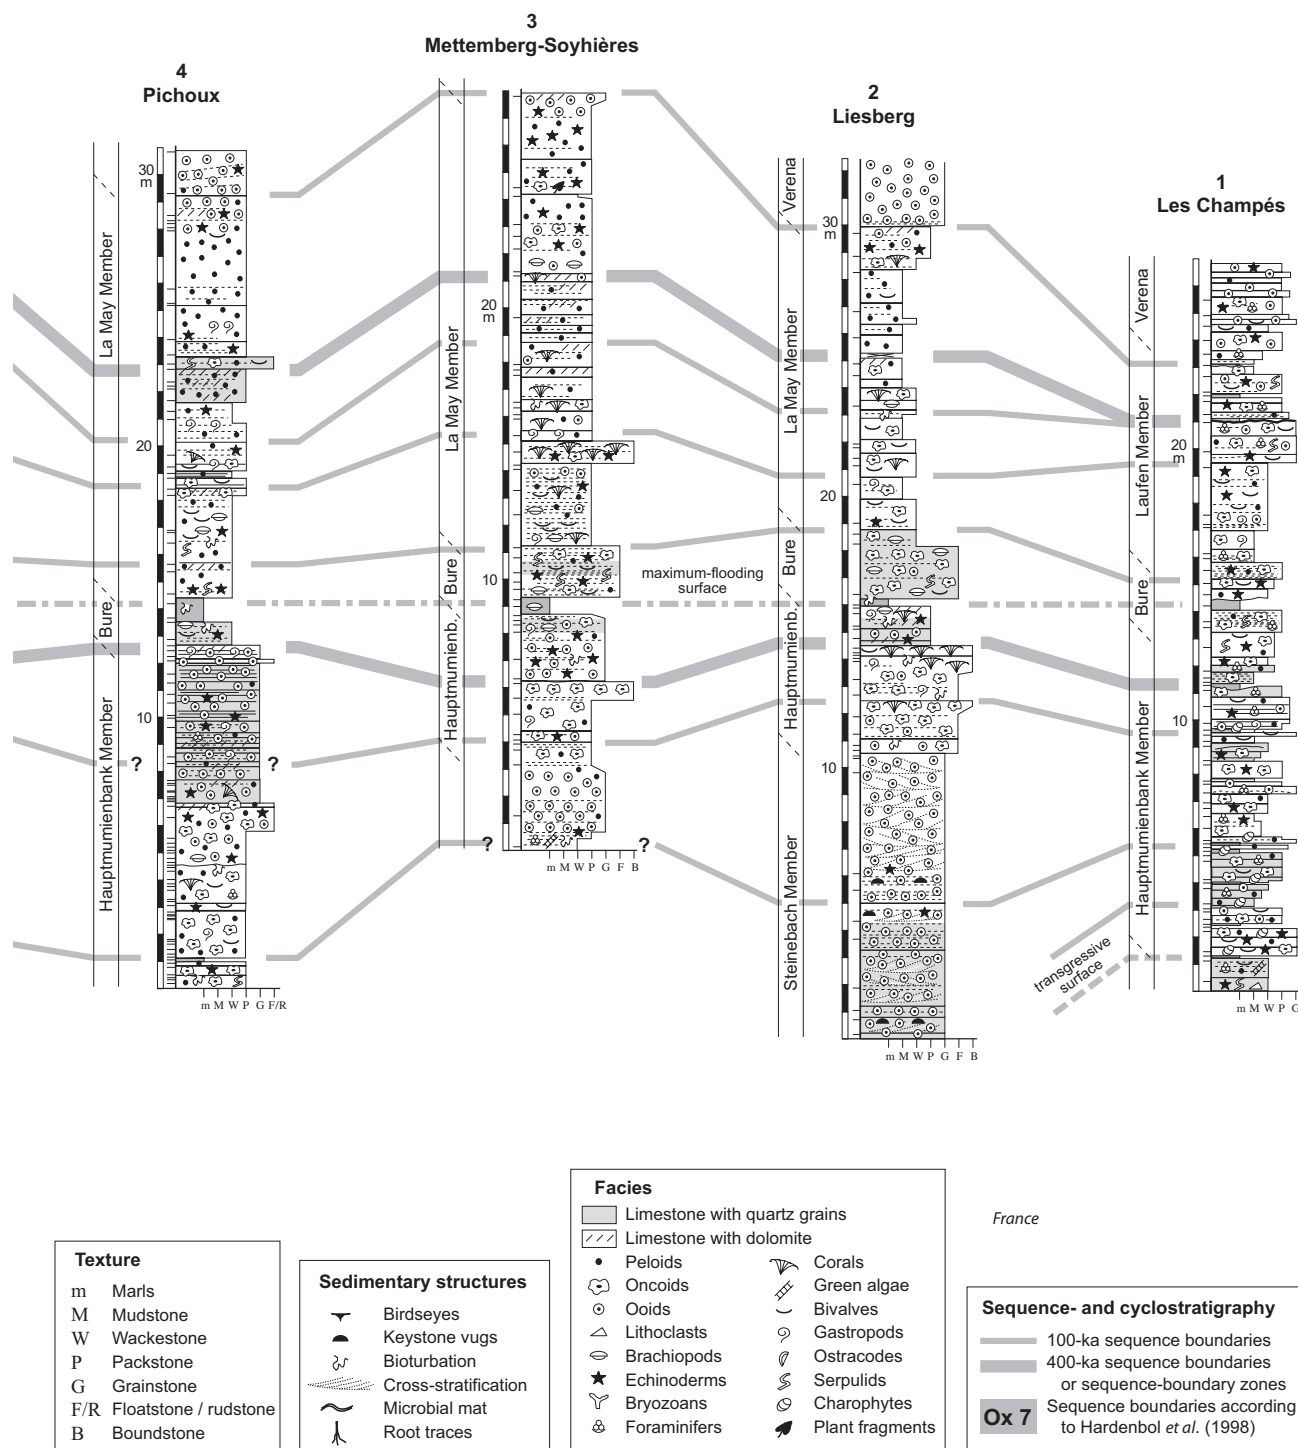 3
Mettemberg-Soyhières
4
Pichoux
2
Liesberg
1
Les Champés
La May Member
Bure
Hauptmumienbank Member
30
m
20
10
?
?
m M W P G F/R
La May Member
Bure
Hauptmumienb.
20
m
10
?
?
m M W P G F B
maximum-flooding
surface
Verena
La May Member
Bure
Hauptmumienb.
Steinebach Member
30
m
20
10
m M W P G F B
Verena
Laufen Member
Bure
Hauptmumienbank Member
20
m
10
transgressive
surface
m M W P G
Texture
m Marls
M Mudstone
W Wackestone
P Packstone
G Grainstone
F/R Floatstone / rudstone
B Boundstone
Sedimentary structures
Birdseyes
Keystone vugs
Bioturbation
Cross-stratification
Microbial mat
Root traces
Facies
Limestone with quartz grains
Limestone with dolomite
Peloids
Oncoids
Ooids
Lithoclasts
Brachiopods
Echinoderms
Bryozoans
Foraminifers
Corals
Green algae
Bivalves
Gastropods
Ostracodes
Serpulids
Charophytes
Plant fragments
France
Sequence- and cyclostratigraphy
100-ka sequence boundaries
400-ka sequence boundaries
or sequence-boundary zones
Ox 7 Sequence boundaries according
to Hardenbol et al. (1998)